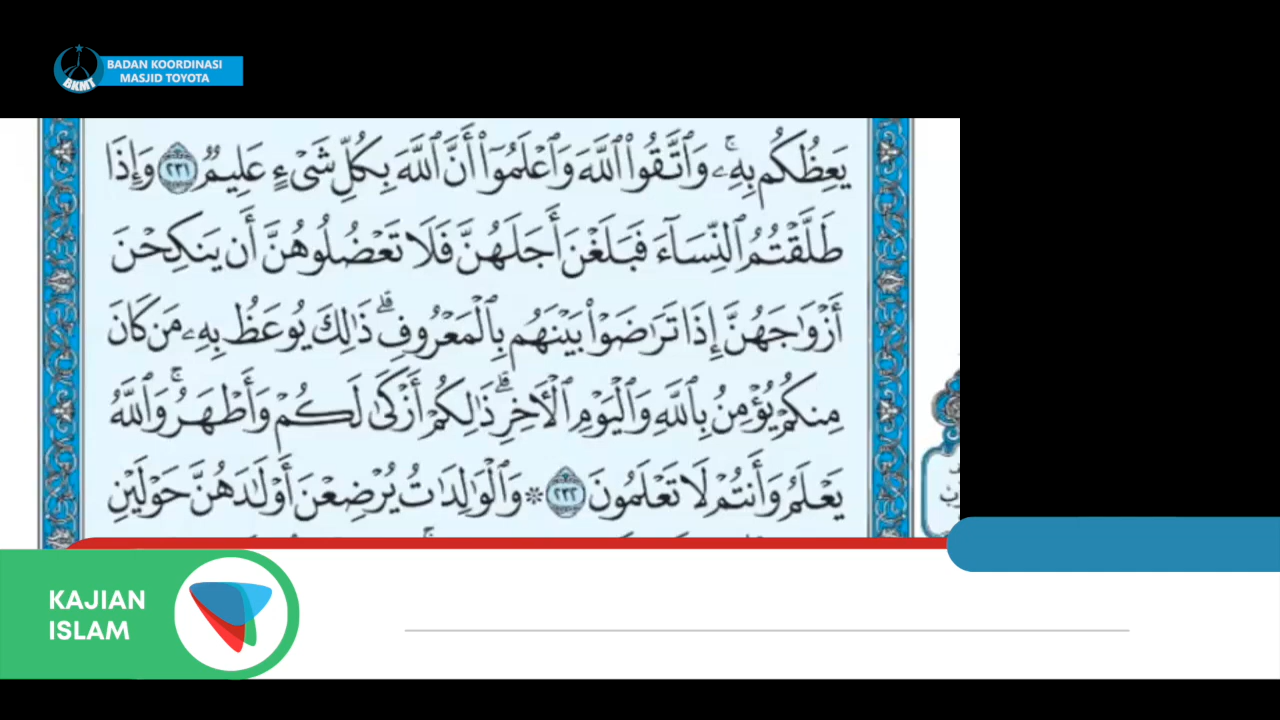 BADAN KOORDINASI
MASJID TOYOTA
BKMT
يَعِظُكُم بِهِۦۚ وَٱتَّقُوا۟ ٱللَّهَ وَٱعْلَمُوٓا۟ أَنَّ ٱللَّهَ بِكُلِّ شَىْءٍ عَلِيمٌ ٢٣١ وَإِذَا
طَلَّقْتُمُ ٱلنِّسَآءَ فَبَلَغْنَ أَجَلَهُنَّ فَلَا تَعْضُلُوهُنَّ أَن يَنكِحْنَ
أَزْوَٰجَهُنَّ إِذَا تَرَٰضَوْا۟ بَيْنَهُم بِٱلْمَعْرُوفِۗ ذَٰلِكَ يُوعَظُ بِهِۦ مَن كَانَ
مِنكُمْ يُؤْمِنُ بِٱللَّهِ وَٱلْيَوْمِ ٱلْءَاخِرِۗ ذَٰلِكُمْ أَزْكَىٰ لَكُمْ وَأَطْهَرُۚ وَٱللَّهُ
يَعْلَمُ وَأَنتُمْ لَا تَعْلَمُونَ ٢٣٢ ۞ وَٱلْوَٰلِدَٰتُ يُرْضِعْنَ أَوْلَٰدَهُنَّ حَوْلَيْنِ
KAJIAN
ISLAM